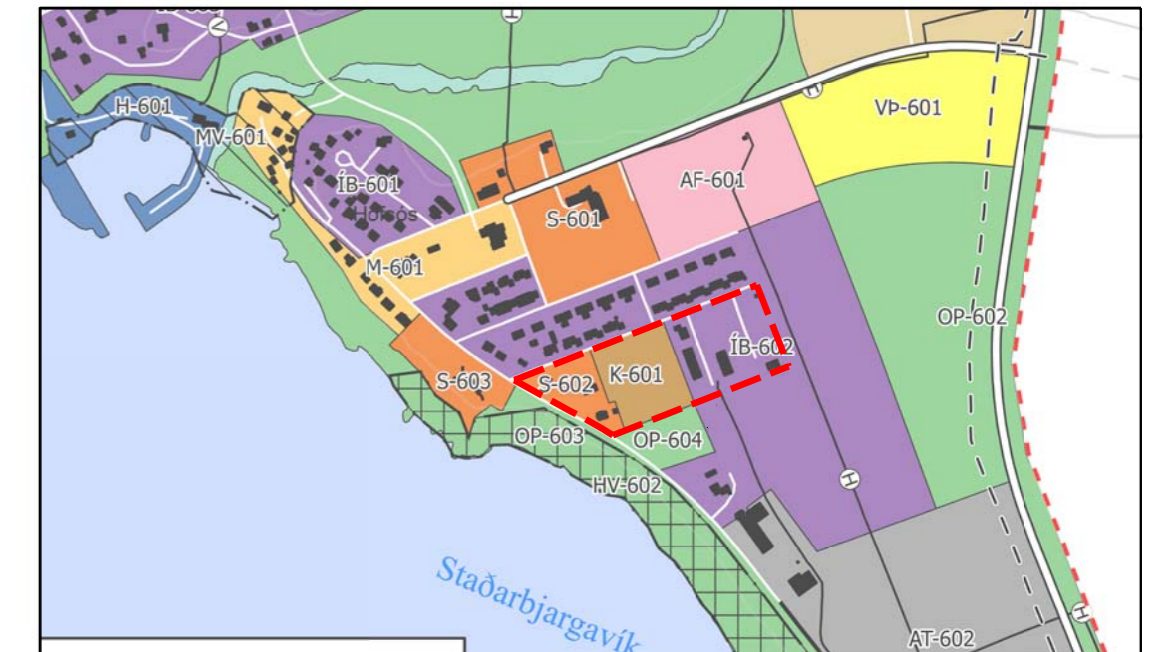 V
H
H-601
MV-601
H
VÞ-601
ÍB-601
AF-601
Hofsós
S-601
M-601
OP-602
ÍB-602
S-603
S-602
K-601
OP-603
OP-604
H
HV-602
Staðarbjargavík
H
AT-602